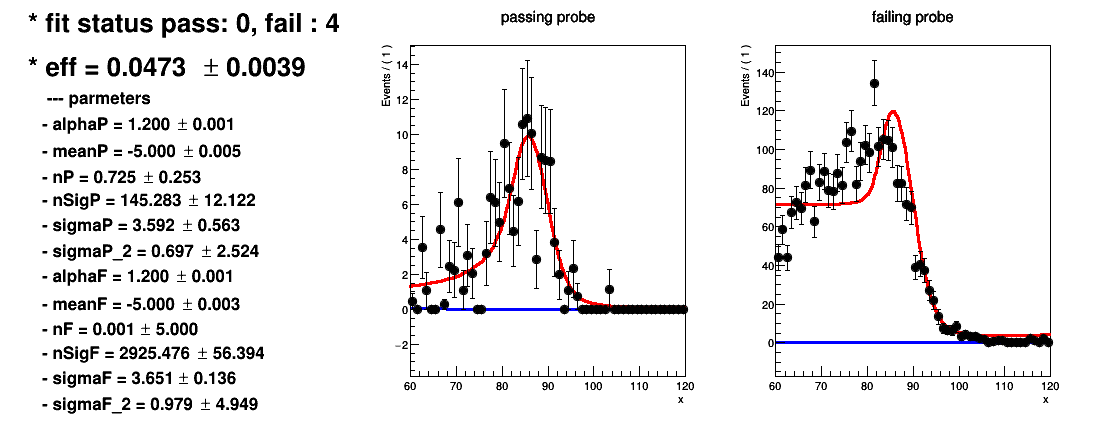 * fit status pass: 0, fail : 4
* eff = 0.0473 ± 0.0039
--- parmeters
- alphaP = 1.200 ± 0.001
- meanP = -5.000 ± 0.005
- nP = 0.725 ± 0.253
- nSigP = 145.283 ± 12.122
- sigmaP = 3.592 ± 0.563
- sigmaP_2 = 0.697 ± 2.524
- alphaF = 1.200 ± 0.001
- meanF = -5.000 ± 0.003
- nF = 0.001 ± 5.000
- nSigF = 2925.476 ± 56.394
- sigmaF = 3.651 ± 0.136
- sigmaF_2 = 0.979 ± 4.949
passing probe
Events / ( 1 )
14
12
10
8
6
4
2
0
−2
60 70 80 90 100 110 120
x
failing probe
Events / ( 1 )
140
120
100
80
60
40
20
0
60 70 80 90 100 110 120
x